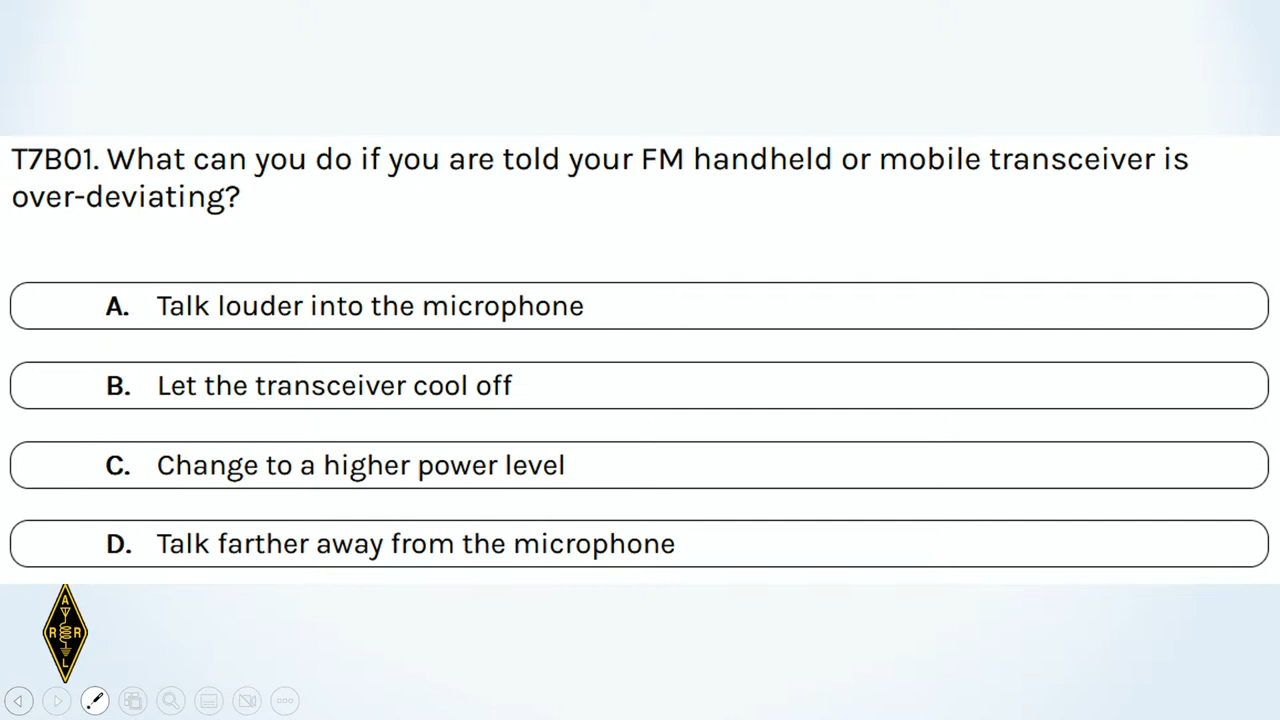 T7B01. What can you do if you are told your FM handheld or mobile transceiver is
over-deviating?
A. Talk louder into the microphone
B. Let the transceiver cool off
C. Change to a higher power level
D. Talk farther away from the microphone
A
R R
L